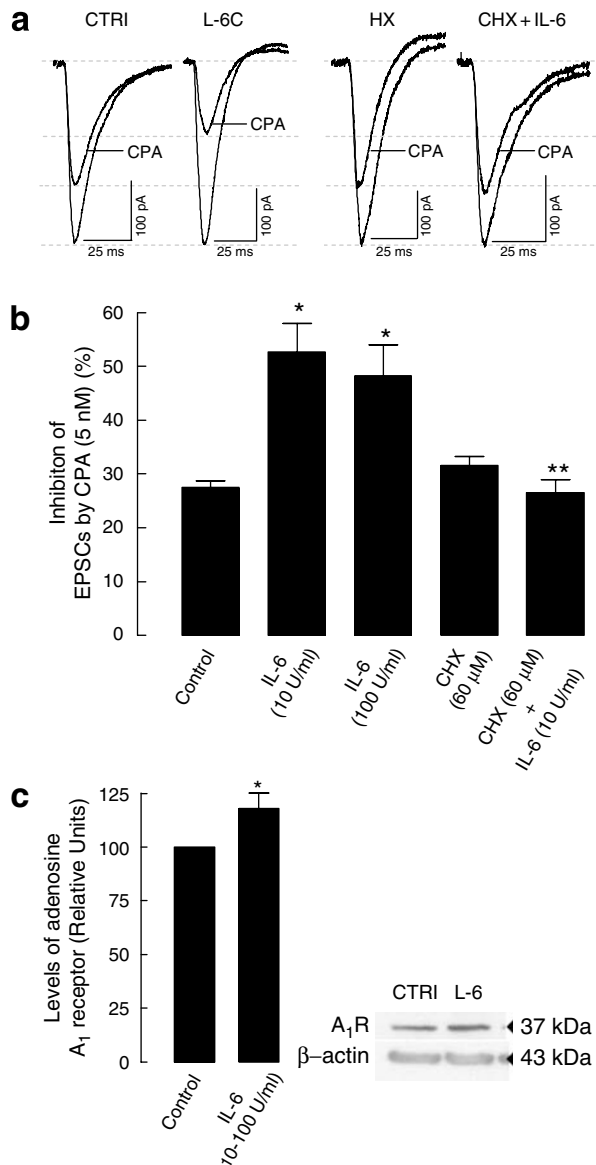 a
CTRI L-6C HX CHX + IL-6
CPA CPA
100 pA 100 pA 100 pA 100 pA
25 ms 25 ms 25 ms 25 ms
b
Inhibiton of
EPSCs by CPA (5 nM) (%)
60
50
40
30
20
10
0
* * **
Control
IL-6
(10 U/ml)
IL-6
(100 U/ml)
CHX
(60 μM)
CHX (60 μM)
+
IL-6 (10 U/ml)
c
Levels of adenosine
A1 receptor (Relative Units)
125
100
75
50
25
0
*
Control
IL-6
10-100 U/ml)
CTRI L-6
A1R 37 kDa
β–actin 43 kDa